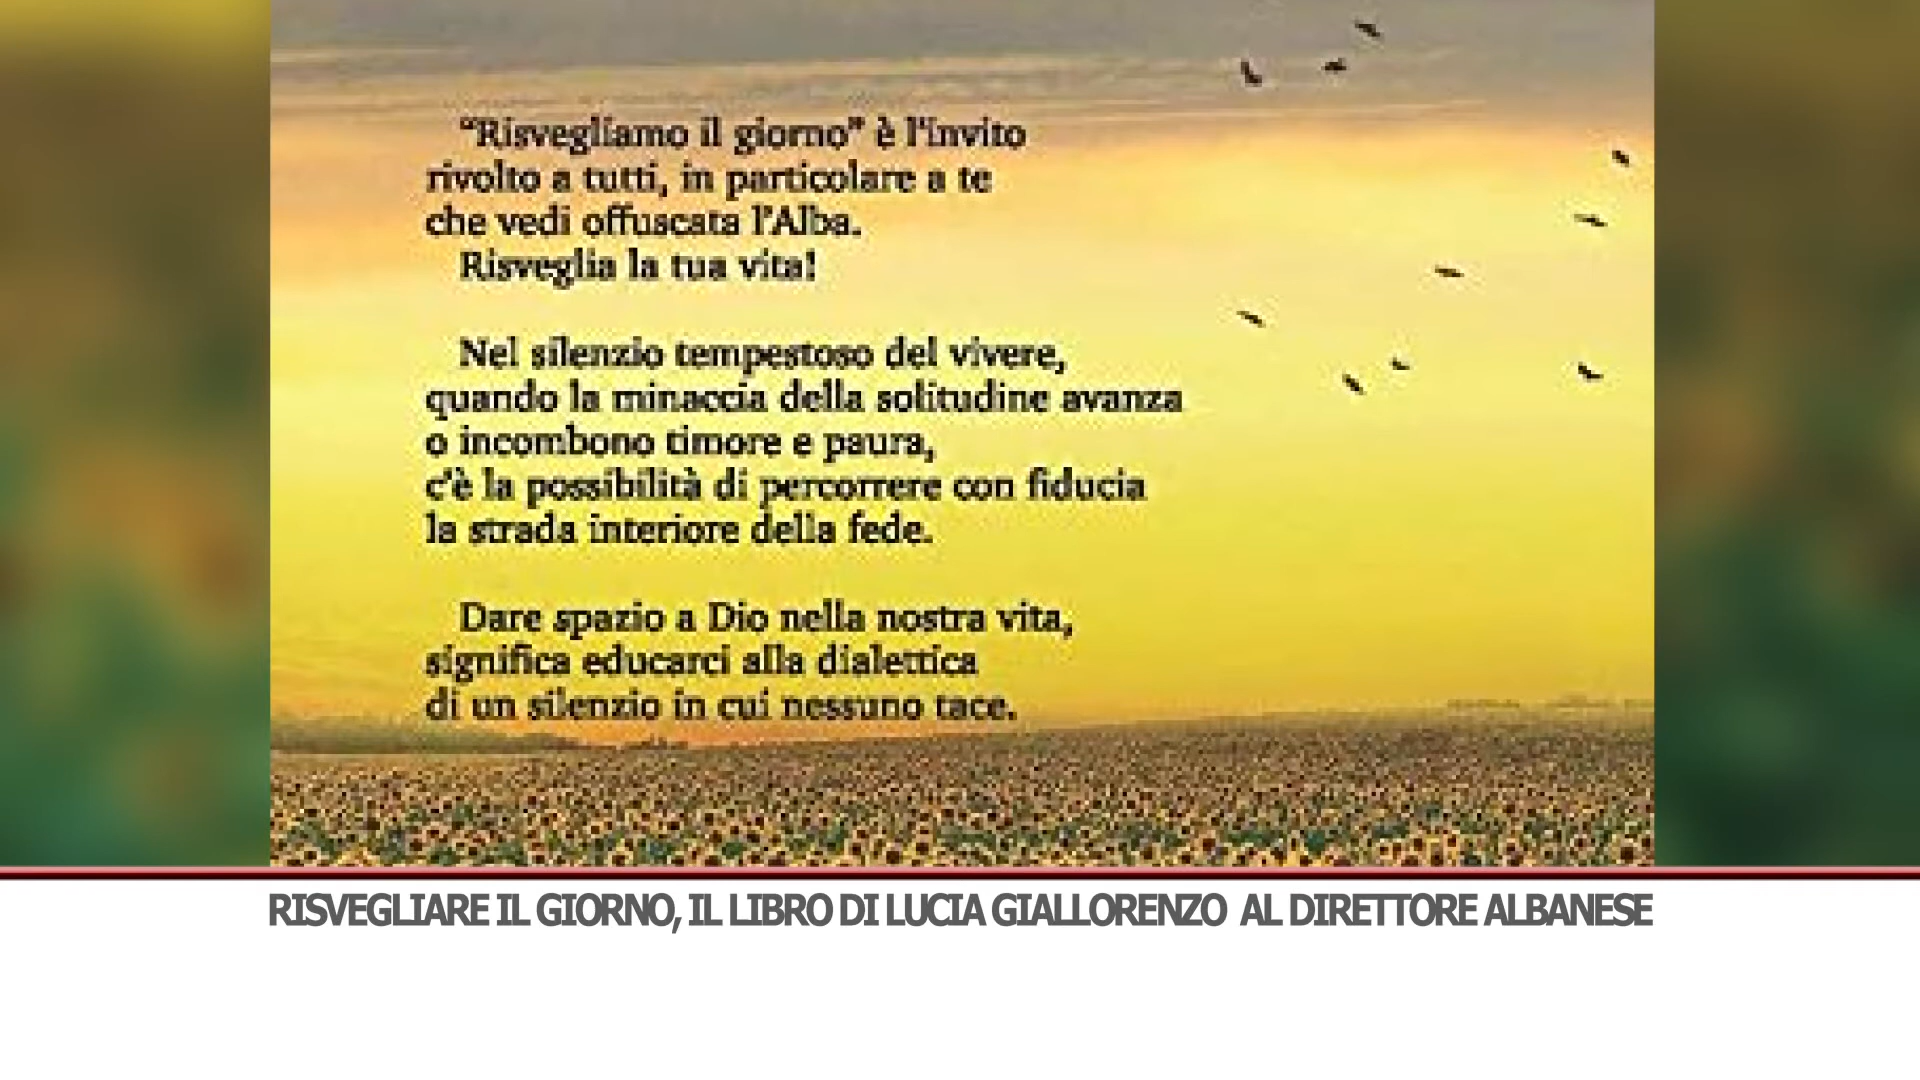 “Risvegliamo il giorno” è l'invito
rivolto a tutti, in particolare a te
che vedi offuscata l'Alba.
Risveglia la tua vita!
Nel silenzio tempestoso del vivere,
quando la minaccia della solitudine avanza
o incombono timore e paura,
c'è la possibilità di percorrere con fiducia
la strada interiore della fede.
Dare spazio a Dio nella nostra vita,
significa educarci alla dialettica
di un silenzio in cui nessuno tace.
RISVEGLIARE IL GIORNO, IL LIBRO DI LUCIA GIALLORENZO AL DIRETTORE ALBANESE